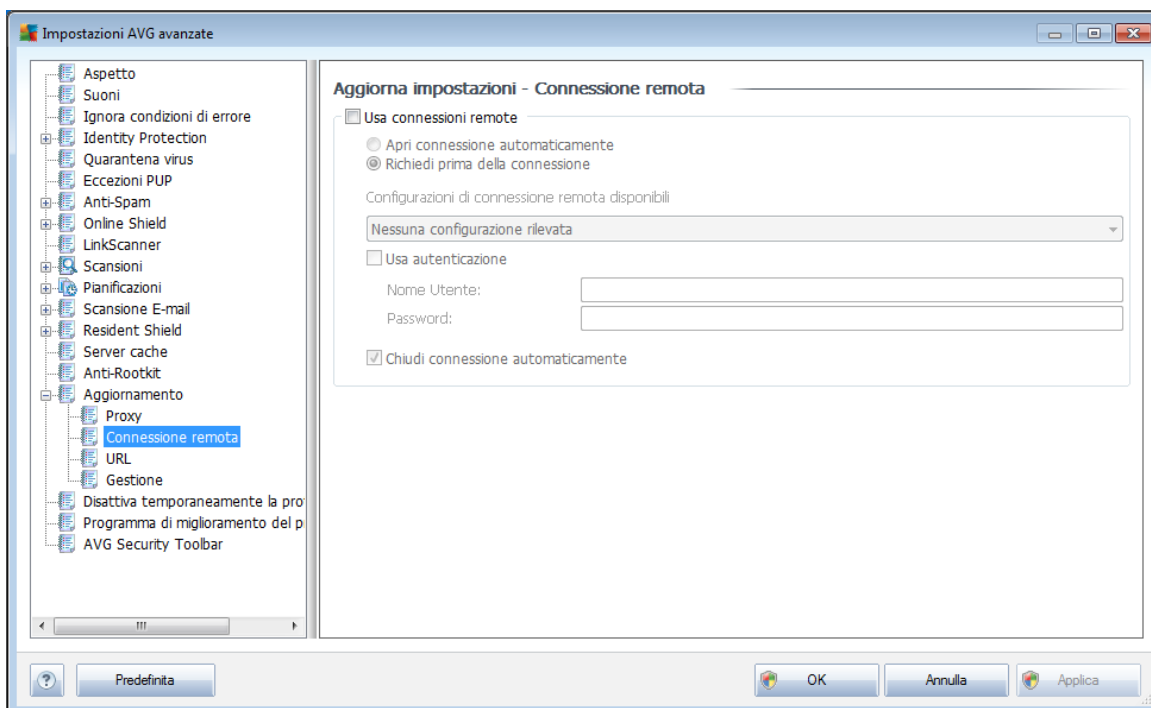 Impostazioni AVG avanzate
Aspetto
Suoni
Ignora condizioni di errore
Identity Protection
Quarantena virus
Eccezioni PUP
Anti-Spam
Online Shield
LinkScanner
Scansioni
Pianificazioni
Scansione E-mail
Resident Shield
Server cache
Anti-Rootkit
Aggiornamento
Proxy
Connessione remota
URL
Gestione
Disattiva temporaneamente la pro
Programma di miglioramento del p
AVG Security Toolbar
Aggiorna impostazioni - Connessione remota
Usa connessioni remote
Apri connessione automaticamente
Richiedi prima della connessione
Configurazioni di connessione remota disponibili
Nessuna configurazione rilevata
Usa autenticazione
Nome Utente:
Password:
Chiudi connessione automaticamente
? Predefinita OK Annulla Applica